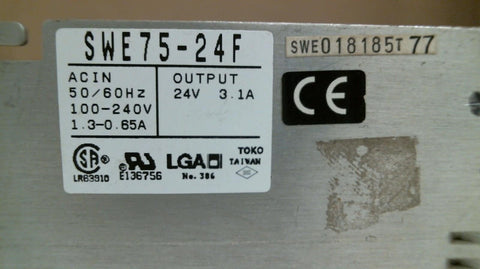 SWE75-24F
ACIN
50/60Hz
100-240V
1.3-0.65A
OUTPUT
24V 3.1A
LR63910
E136756
LGA
No. 386
TOKO
TAIWAN
SWE018185T 77
CE